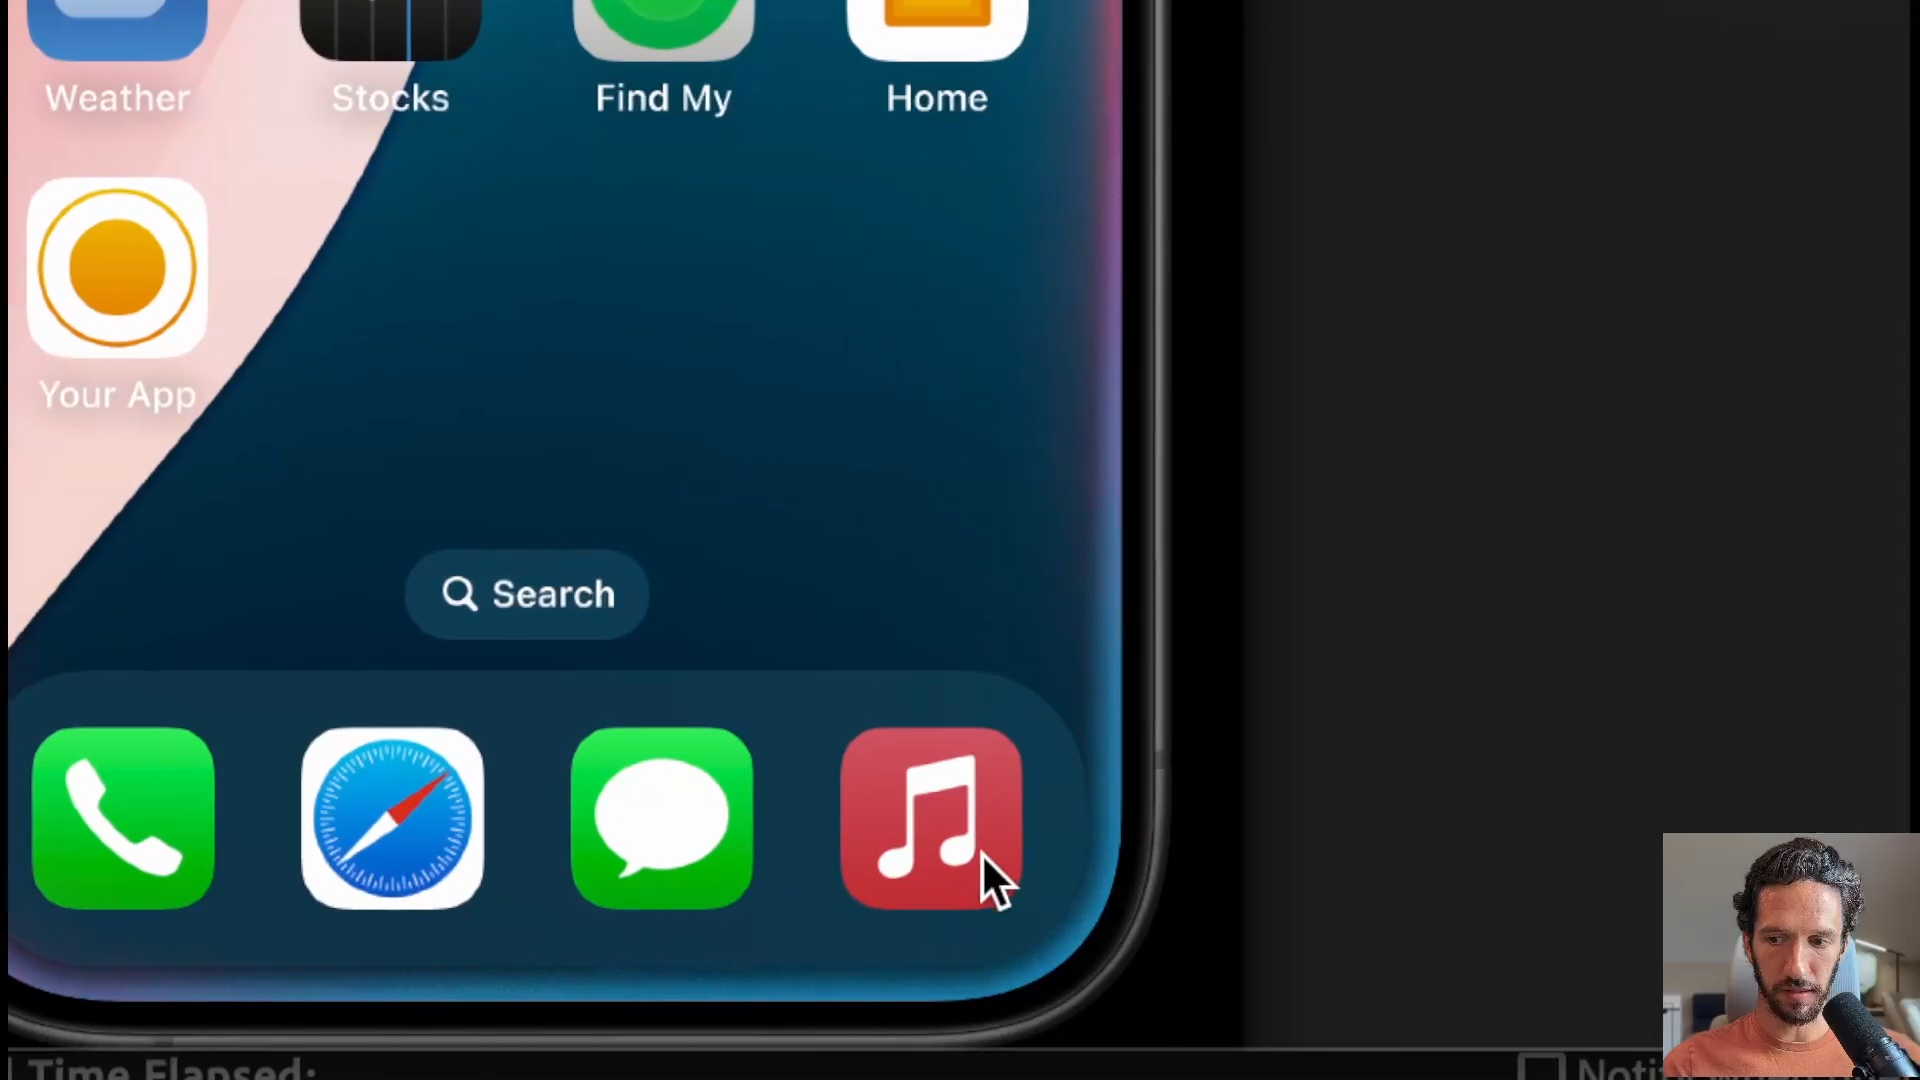 Weather
Stocks
Find My
Home
Your App
Search
Time Elapsed: